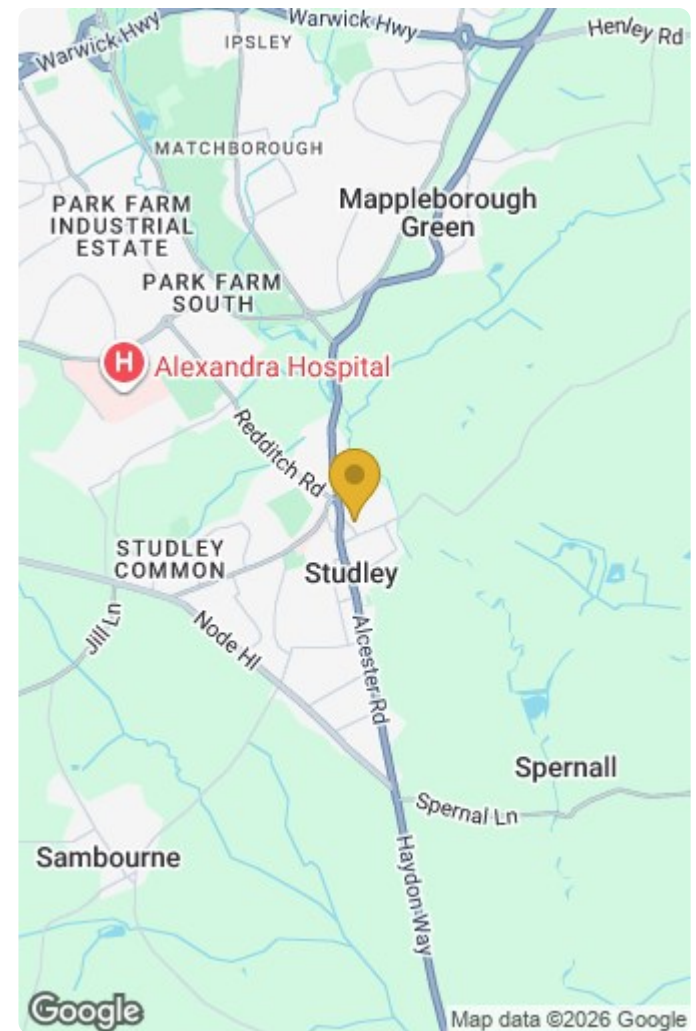 Warwick Hwy
Warwick Hwy
IPSLEY
Henley Rd
MATCHBOROUGH
PARK FARM
INDUSTRIAL
ESTATE
Mappleborough
Green
PARK FARM
SOUTH
H
Alexandra Hospital
Redditch Rd
STUDLEY
COMMON
Studley
Jill Ln
Node Hl
Alcester Rd
Spernall
Spernal Ln
Sambourne
Haydon Way
Google
Map data ©2026 Google